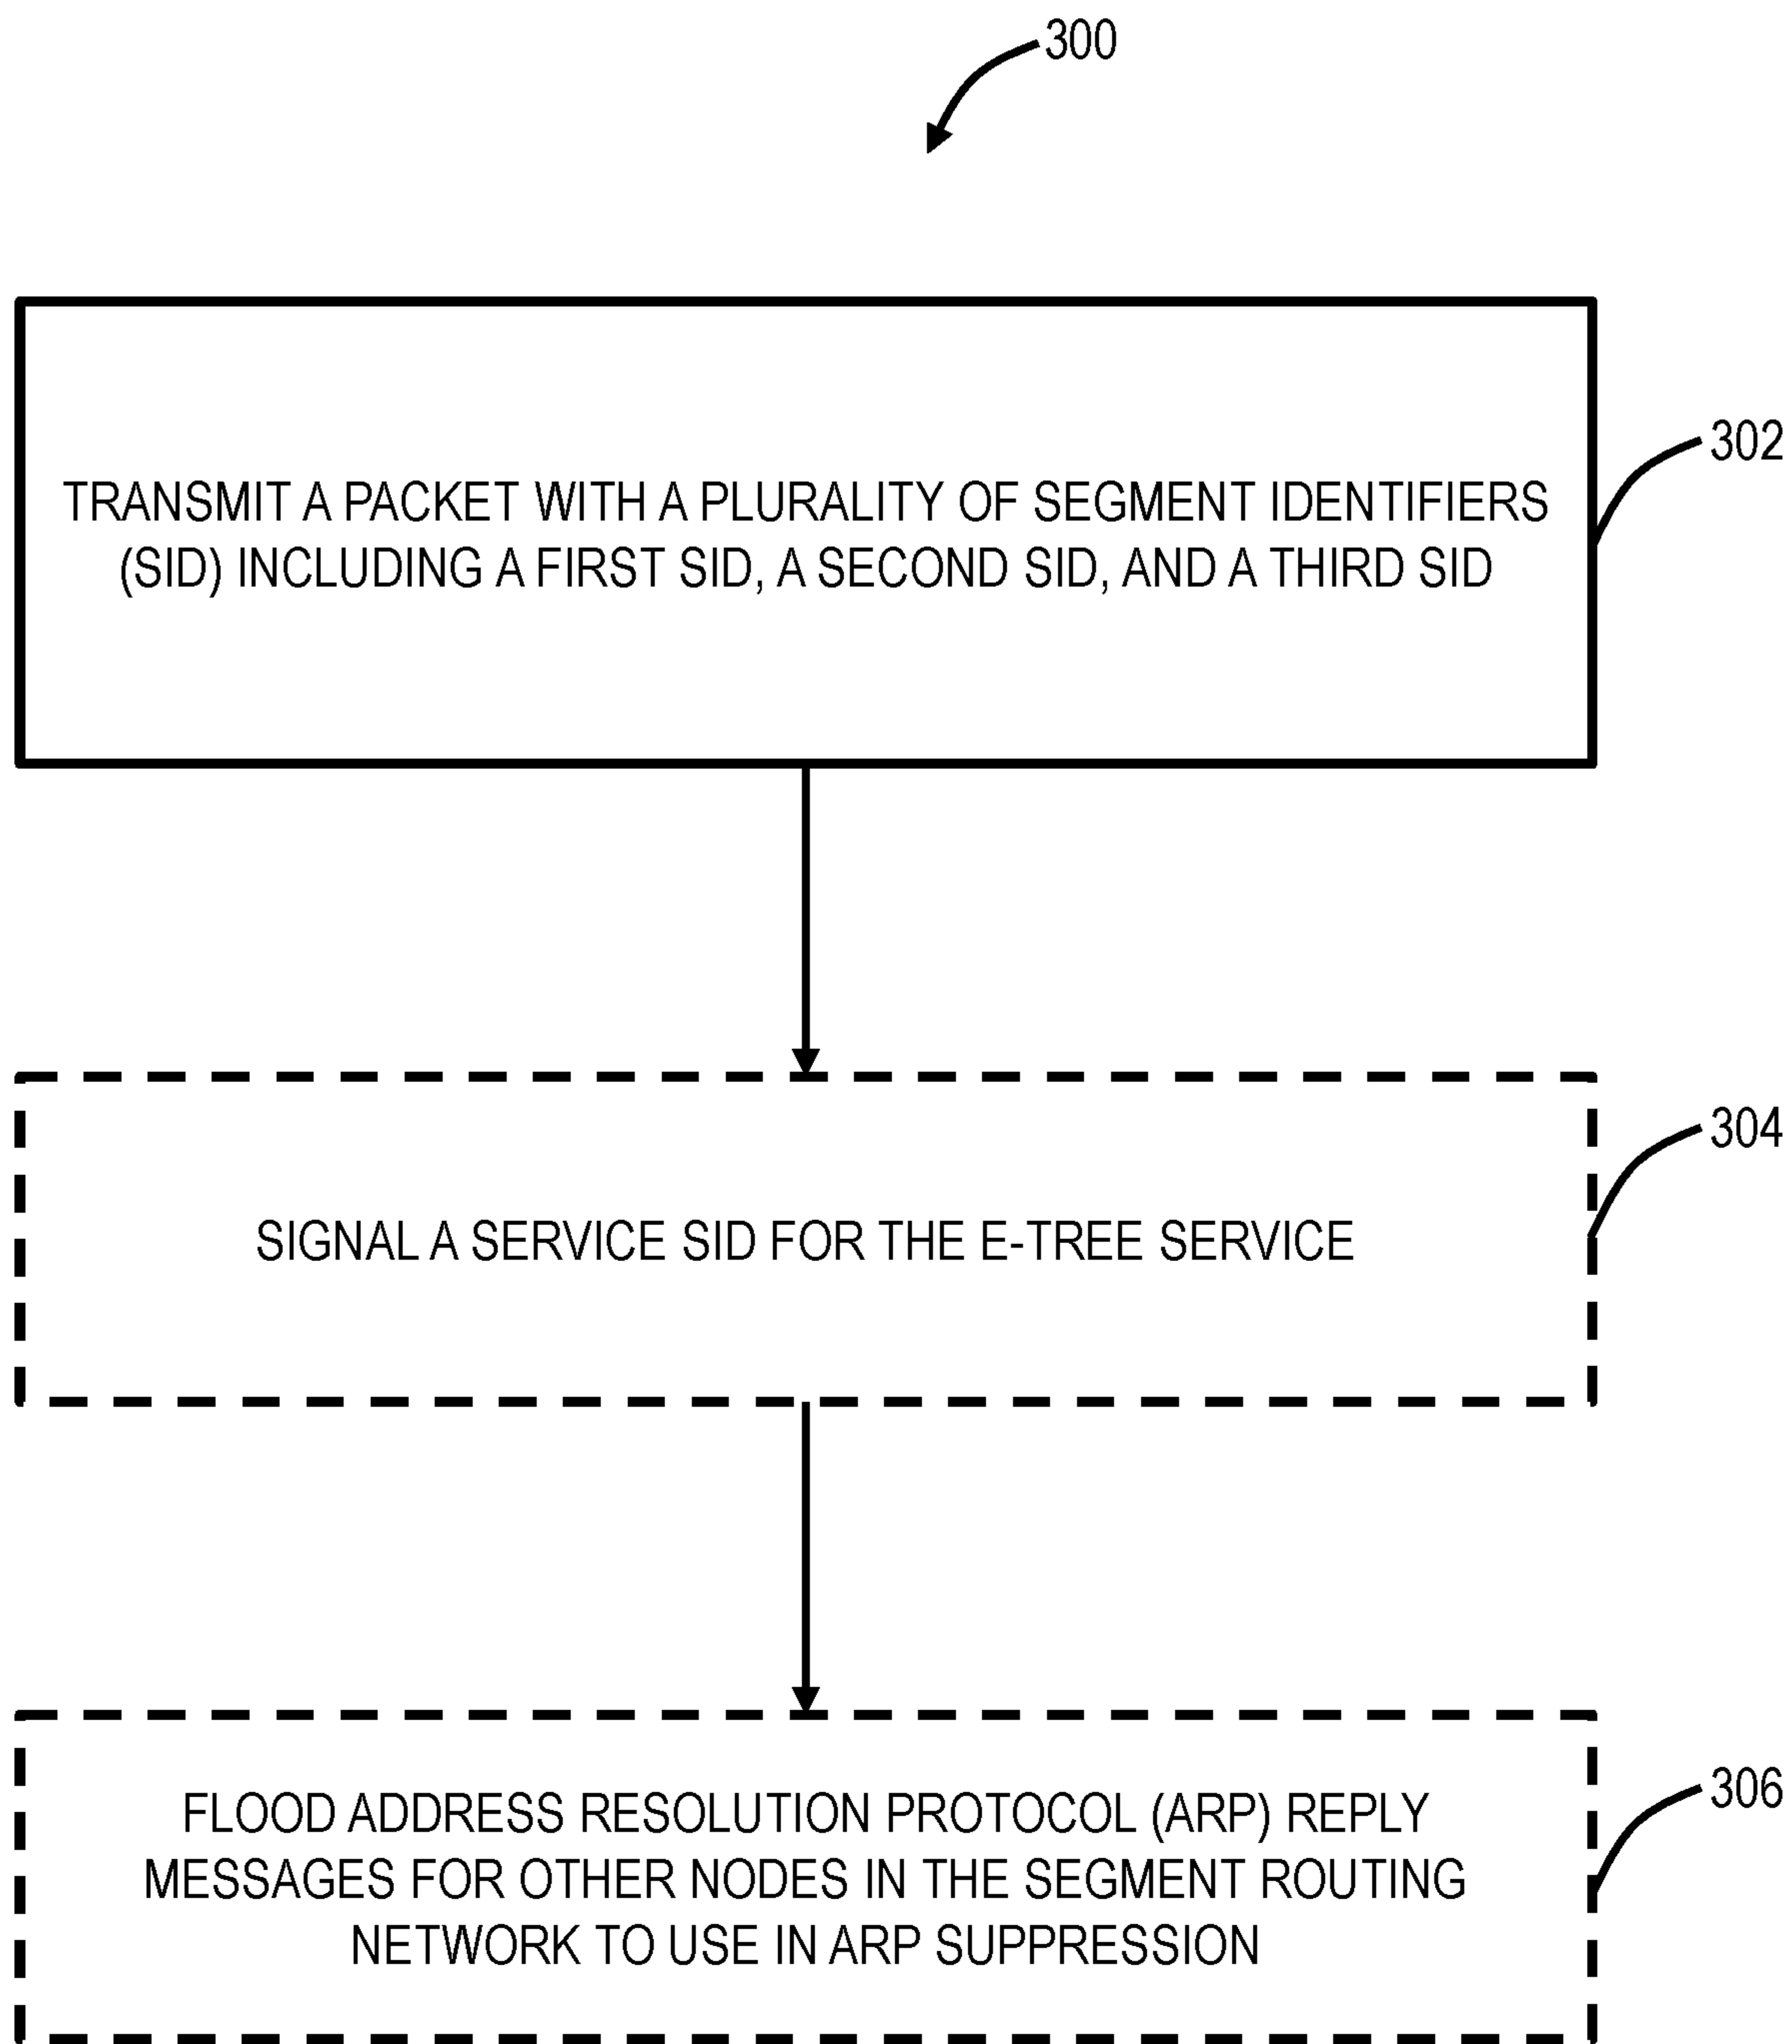 300
TRANSMIT A PACKET WITH A PLURALITY OF SEGMENT IDENTIFIERS
(SID) INCLUDING A FIRST SID, A SECOND SID, AND A THIRD SID
302
SIGNAL A SERVICE SID FOR THE E-TREE SERVICE
304
FLOOD ADDRESS RESOLUTION PROTOCOL (ARP) REPLY
MESSAGES FOR OTHER NODES IN THE SEGMENT ROUTING
NETWORK TO USE IN ARP SUPPRESSION
306